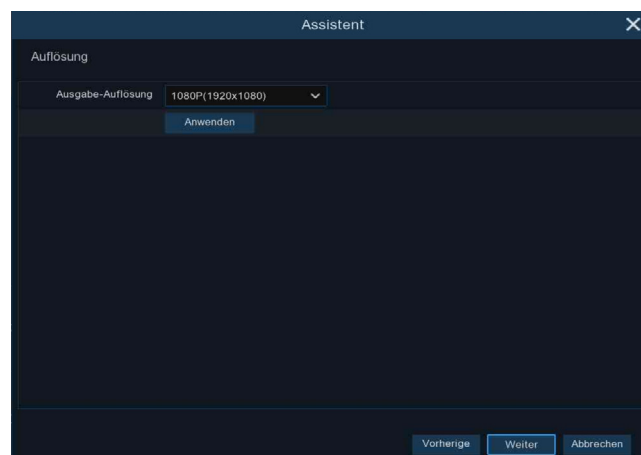 Assistent
Auflösung
Ausgabe-Auflösung 1080P(1920x1080)
Anwenden
Vorherige Weiter Abbrechen